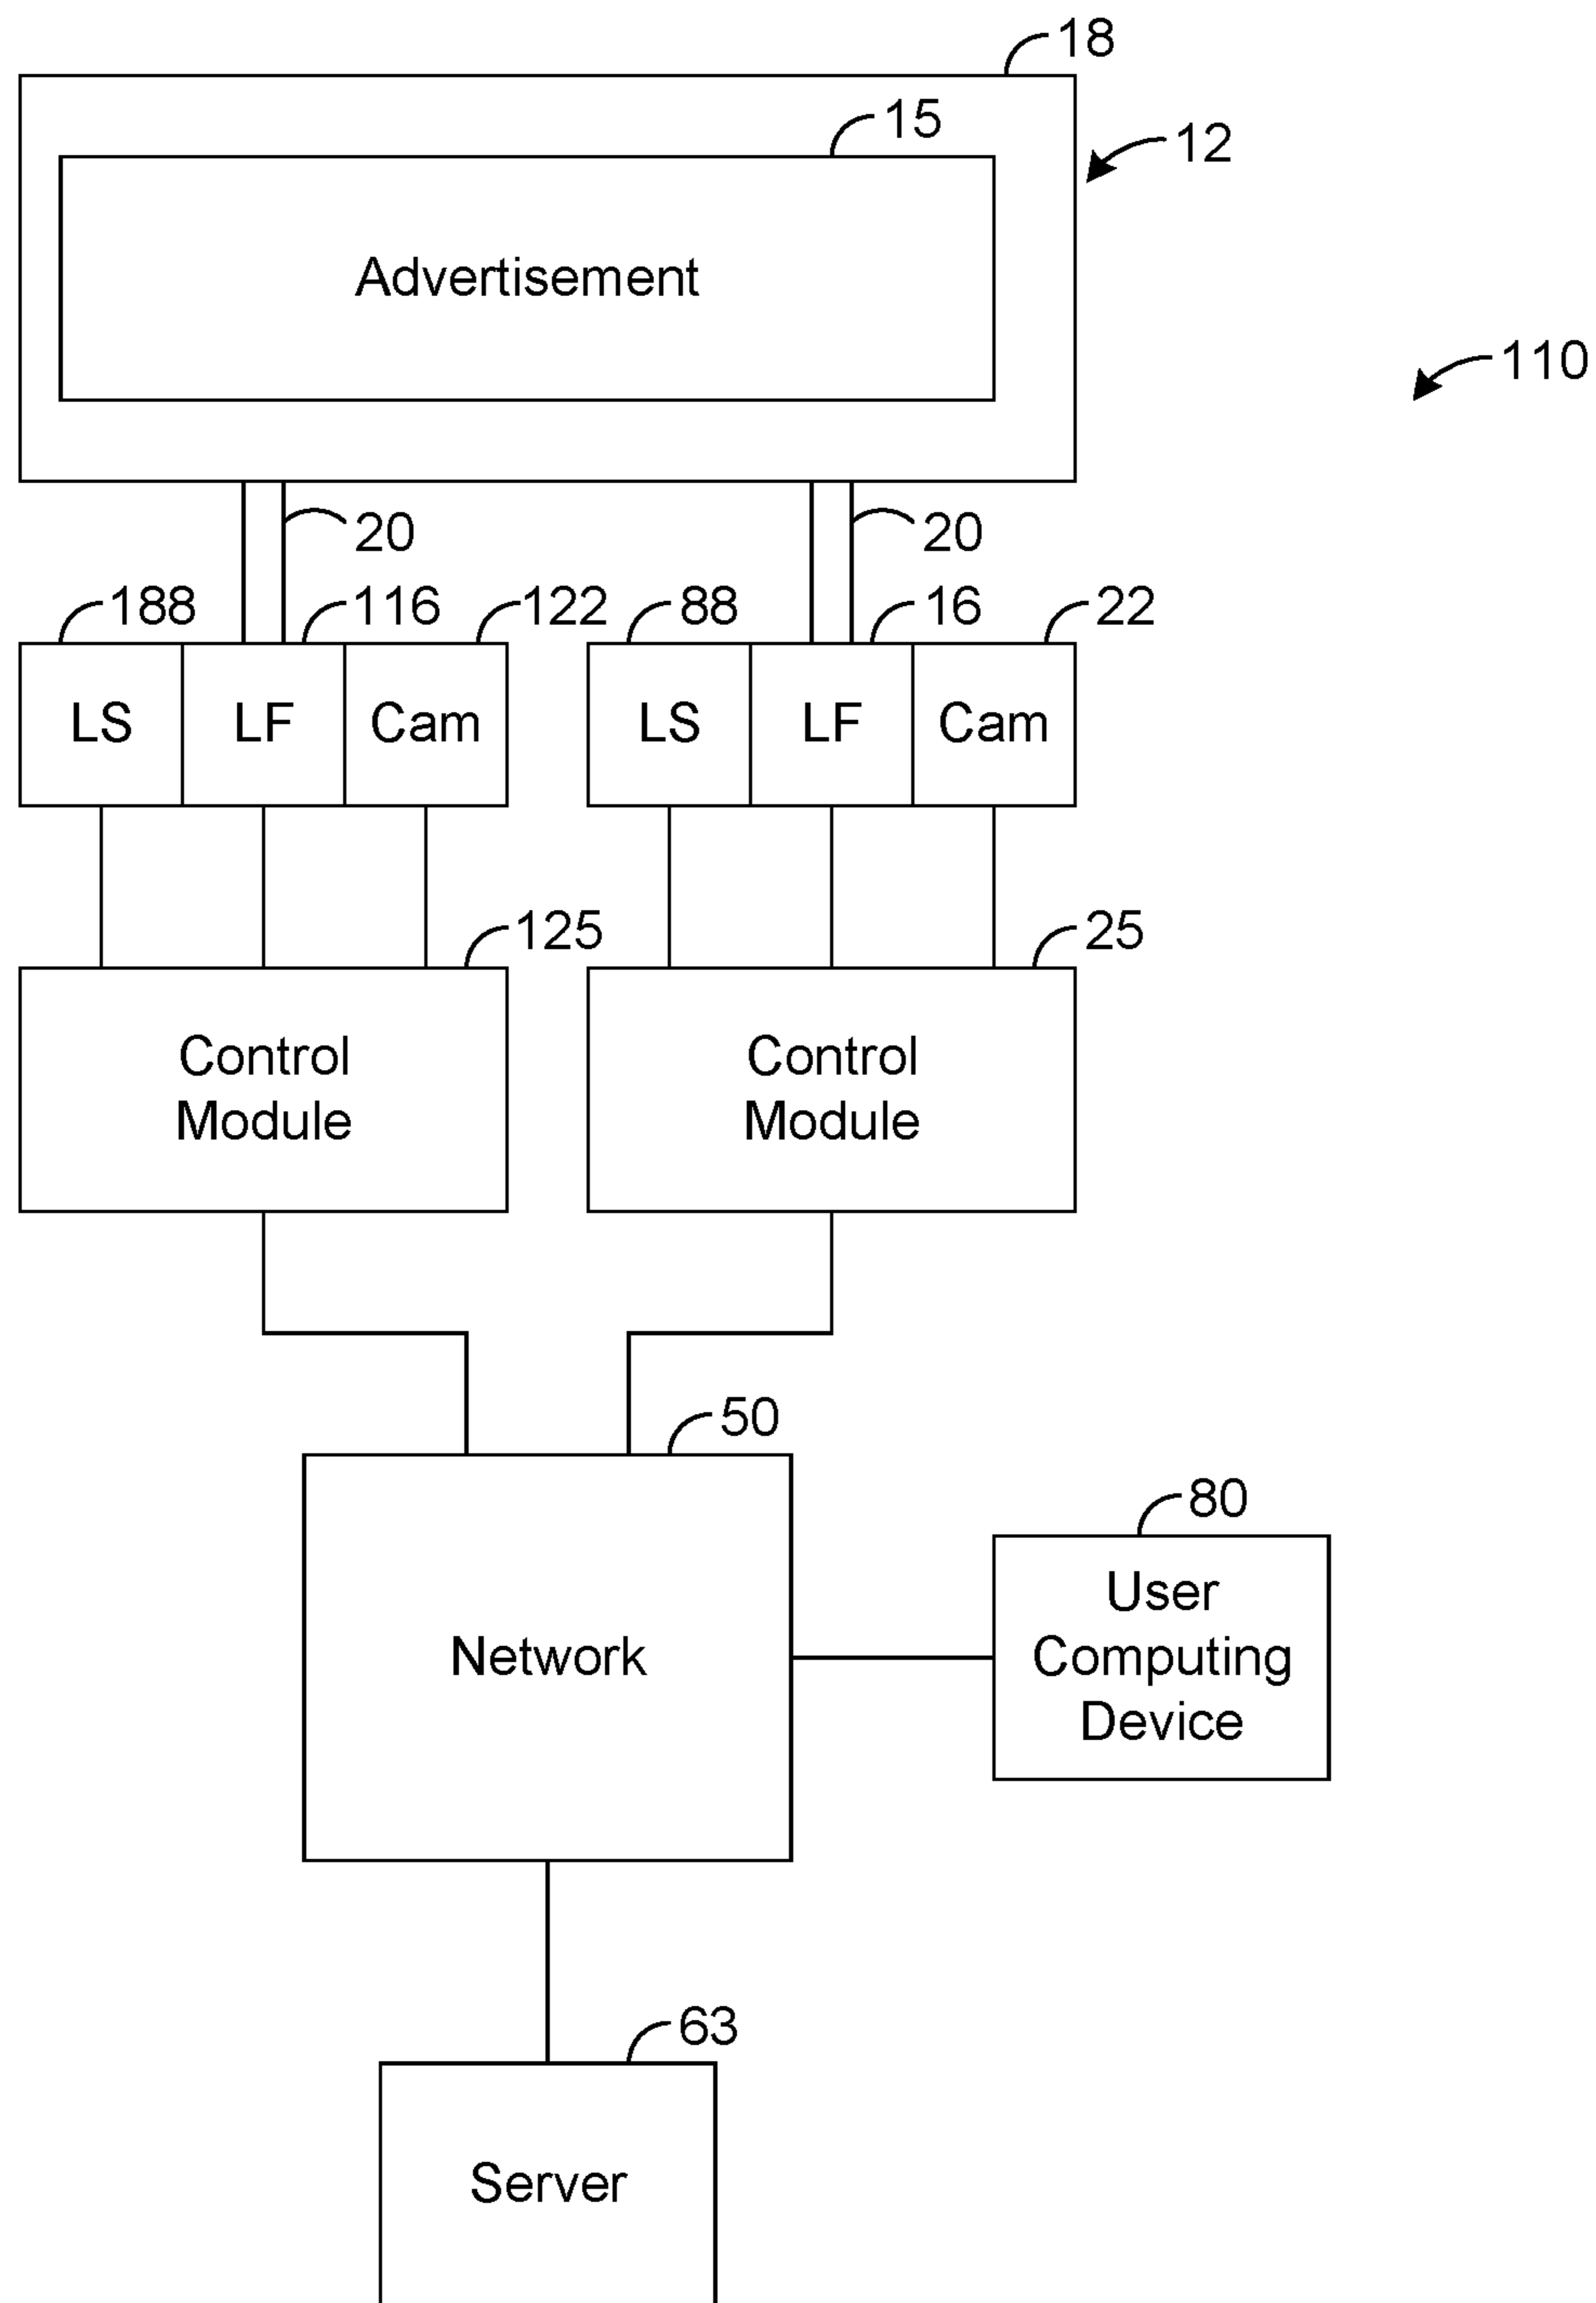 18
15
12
Advertisement
110
20
20
188
116
122
88
16
22
LS
LF
Cam
LS
LF
Cam
125
25
Control
Module
Control
Module
50
80
User
Computing
Device
Network
63
Server